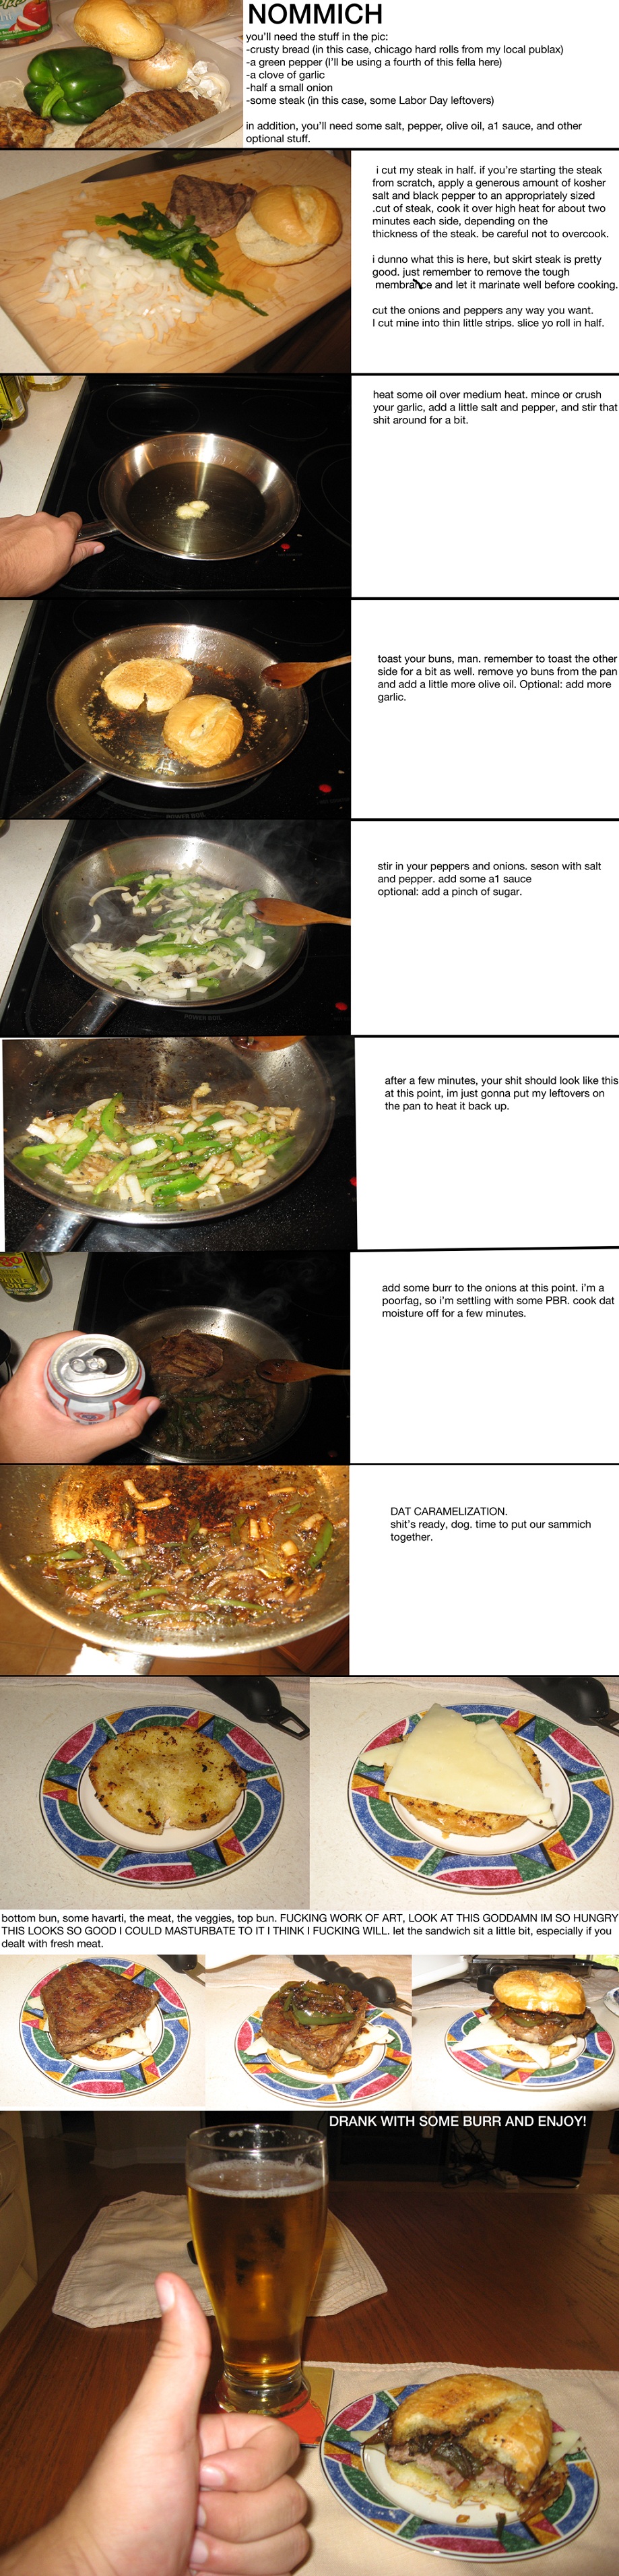 NOMMICH
you'll need the stuff in the pic:
-crusty bread (in this case, chicago hard rolls from my local publax)
-a green pepper (I'll be using a fourth of this fella here)
-a clove of garlic
-half a small onion
-some steak (in this case, some Labor Day leftovers)
in addition, you'll need some salt, pepper, olive oil, a1 sauce, and other
optional stuff.
i cut my steak in half. if you're starting the steak
from scratch, apply a generous amount of kosher
salt and black pepper to an appropriately sized
.cut of steak, cook it over high heat for about two
minutes each side, depending on the
thickness of the steak. be careful not to overcook.
i dunno what this is here, but skirt steak is pretty
good. just remember to remove the tough
membrance and let it marinate well before cooking.
cut the onions and peppers any way you want.
I cut mine into thin little strips. slice yo roll in half.
heat some oil over medium heat. mince or crush
your garlic, add a little salt and pepper, and stir that
shit around for a bit.
toast your buns, man. remember to toast the other
side for a bit as well. remove yo buns from the pan
and add a little more olive oil. Optional: add more
garlic.
POWER BOIL
stir in your peppers and onions. seson with salt
and pepper. add some a1 sauce
optional: add a pinch of sugar.
POWER BOIL
after a few minutes, your shit should look like this
at this point, im just gonna put my leftovers on
the pan to heat it back up.
add some burr to the onions at this point. i'm a
poorfag, so i'm settling with some PBR. cook dat
moisture off for a few minutes.
DAT CARAMELIZATION.
shit's ready, dog. time to put our sammich
together.
bottom bun, some havarti, the meat, the veggies, top bun. FUCKING WORK OF ART, LOOK AT THIS GODDAMN IM SO HUNGRY
THIS LOOKS SO GOOD I COULD MASTURBATE TO IT I THINK I FUCKING WILL. let the sandwich sit a little bit, especially if you
dealt with fresh meat.
DRANK WITH SOME BURR AND ENJOY!